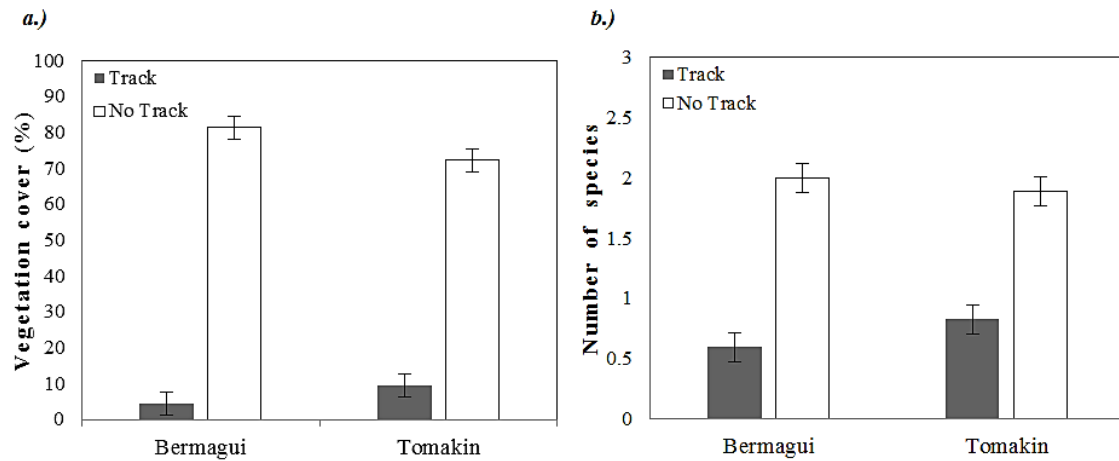 a.)
Vegetation cover (%)
100
90
80
70
60
50
40
30
20
10
0
Track
No Track
Bermagui
Tomakin
b.)
Number of species
3
2.5
2
1.5
1
0.5
0
Track
No Track
Bermagui
Tomakin